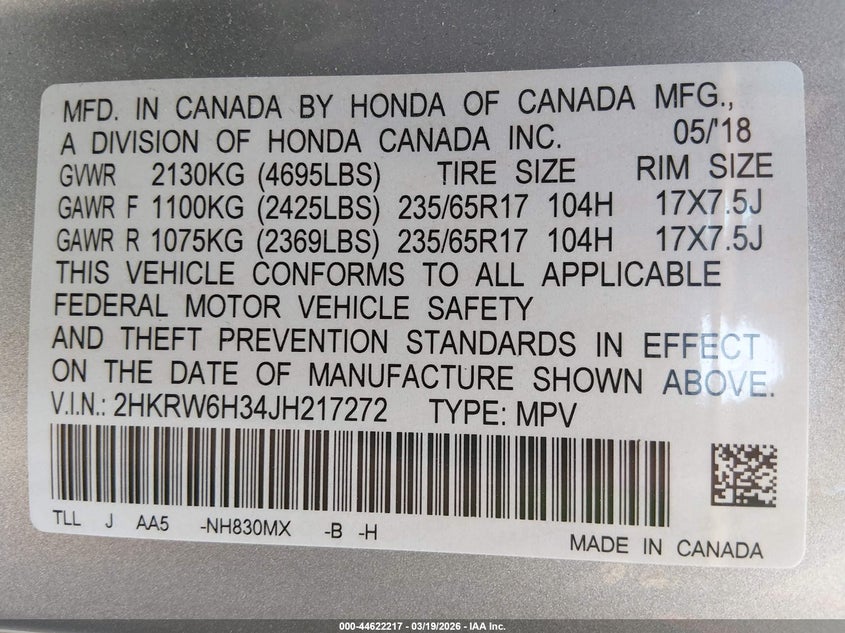 MFD. IN CANADA BY HONDA OF CANADA MFG.,
A DIVISION OF HONDA CANADA INC. 05/'18
GVWR 2130KG (4695LBS) TIRE SIZE RIM SIZE
GAWR F 1100KG (2425LBS) 235/65R17 104H 17X7.5J
GAWR R 1075KG (2369LBS) 235/65R17 104H 17X7.5J
THIS VEHICLE CONFORMS TO ALL APPLICABLE
FEDERAL MOTOR VEHICLE SAFETY
AND THEFT PREVENTION STANDARDS IN EFFECT
ON THE DATE OF MANUFACTURE SHOWN ABOVE.
V.I.N.: 2HKRW6H34JH217272 TYPE: MPV
TLL J AA5 -NH830MX -B -H
MADE IN CANADA
000-44622217 - 03/19/2026 - IAA Inc.